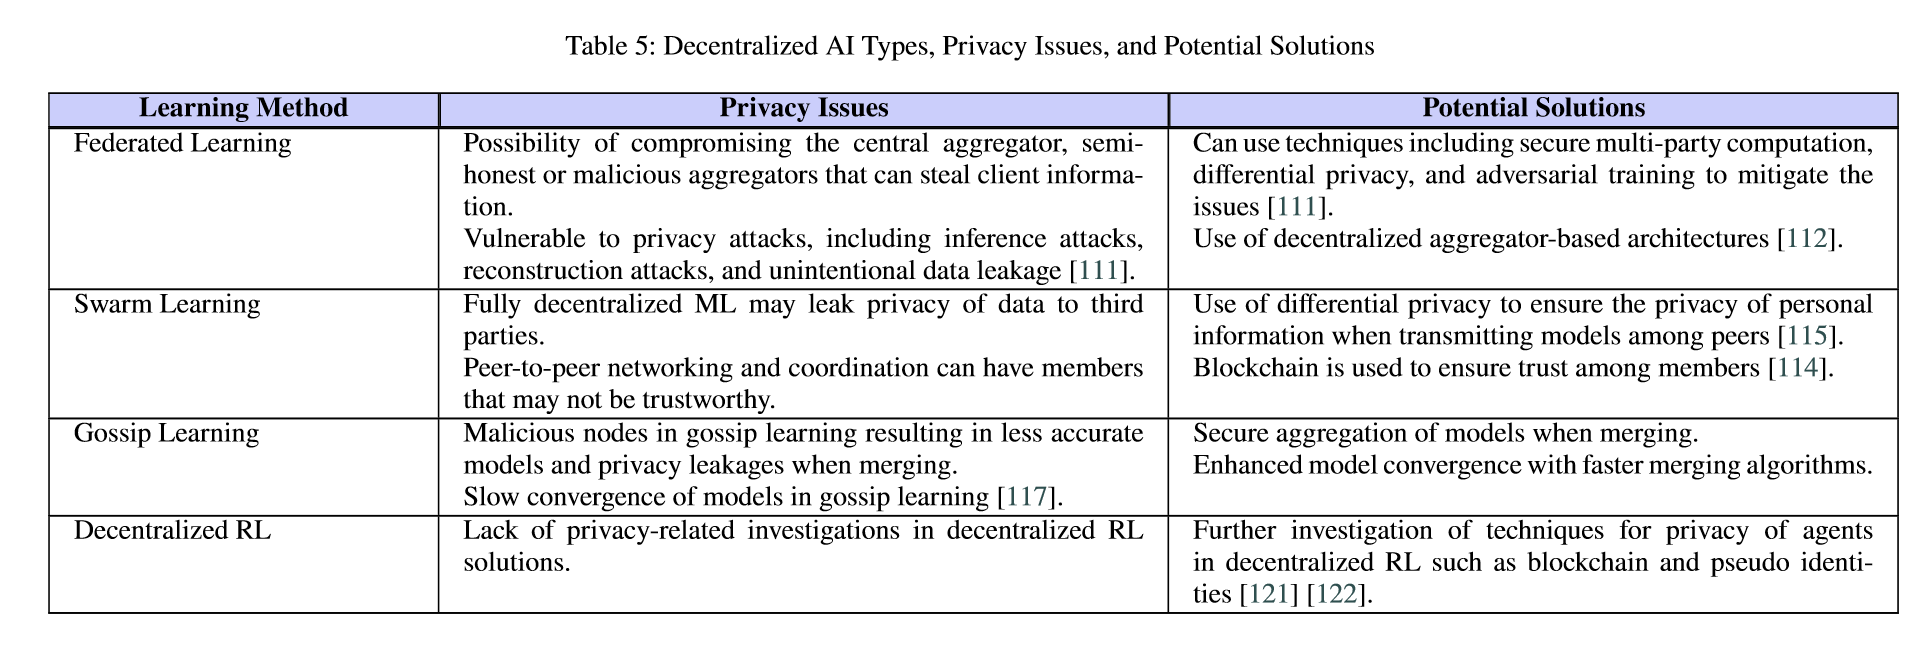 Table 5: Decentralized AI Types, Privacy Issues, and Potential Solutions
Learning Method
Privacy Issues
Potential Solutions
Federated Learning
Possibility of compromising the central aggregator, semi-
honest or malicious aggregators that can steal client informa-
tion.
Vulnerable to privacy attacks, including inference attacks,
reconstruction attacks, and unintentional data leakage [111].
Can use techniques including secure multi-party computation,
differential privacy, and adversarial training to mitigate the
issues [111].
Use of decentralized aggregator-based architectures [112].
Swarm Learning
Fully decentralized ML may leak privacy of data to third
parties.
Peer-to-peer networking and coordination can have members
that may not be trustworthy.
Use of differential privacy to ensure the privacy of personal
information when transmitting models among peers [115].
Blockchain is used to ensure trust among members [114].
Gossip Learning
Malicious nodes in gossip learning resulting in less accurate
models and privacy leakages when merging.
Slow convergence of models in gossip learning [117].
Secure aggregation of models when merging.
Enhanced model convergence with faster merging algorithms.
Decentralized RL
Lack of privacy-related investigations in decentralized RL
solutions.
Further investigation of techniques for privacy of agents
in decentralized RL such as blockchain and pseudo identi-
ties [121] [122].